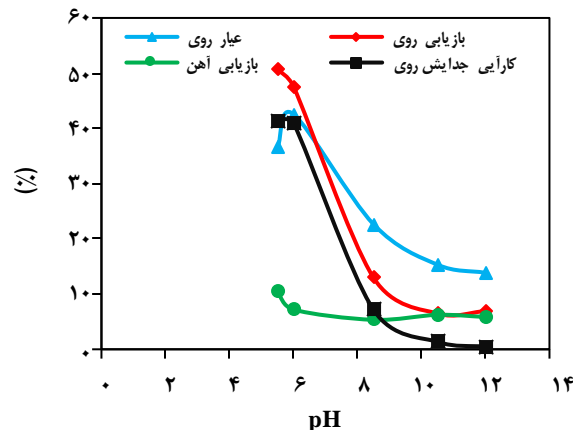 عیار روی
بازیابی روی
بازیابی آهن
کارآیی جدایش روی
(٪)
۶۰
۵۰
۴۰
۳۰
۲۰
۱۰
۰
۰ ۲ ۴ ۶ ۸ ۱۰ ۱۲ ۱۴
pH